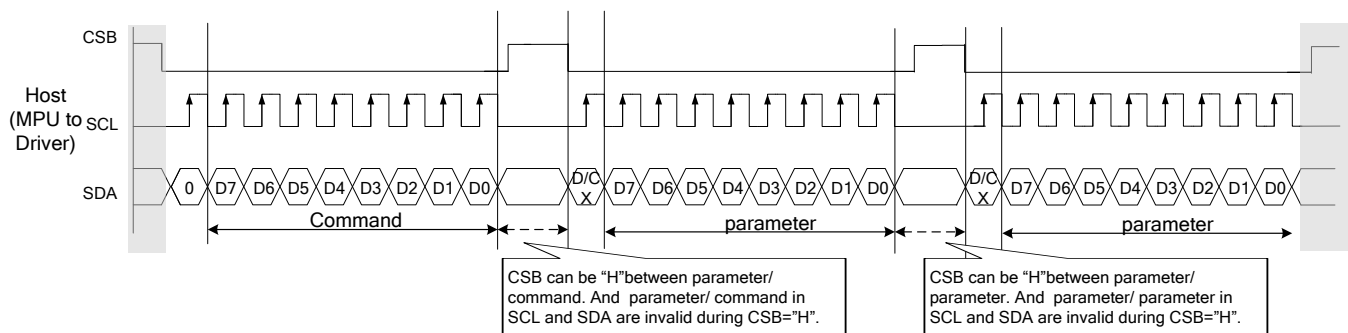 CSB
Host
(MPU to
Driver)
SCL
SDA
0 D7 D6 D5 D4 D3 D2 D1 D0 D/C
X D7 D6 D5 D4 D3 D2 D1 D0 D/C
X D7 D6 D5 D4 D3 D2 D1 D0
Command parameter parameter
CSB can be “H”between parameter/
command. And parameter/ command in
SCL and SDA are invalid during CSB="H”.
CSB can be “H”between parameter/
parameter. And parameter/ parameter in
SCL and SDA are invalid during CSB="H”.